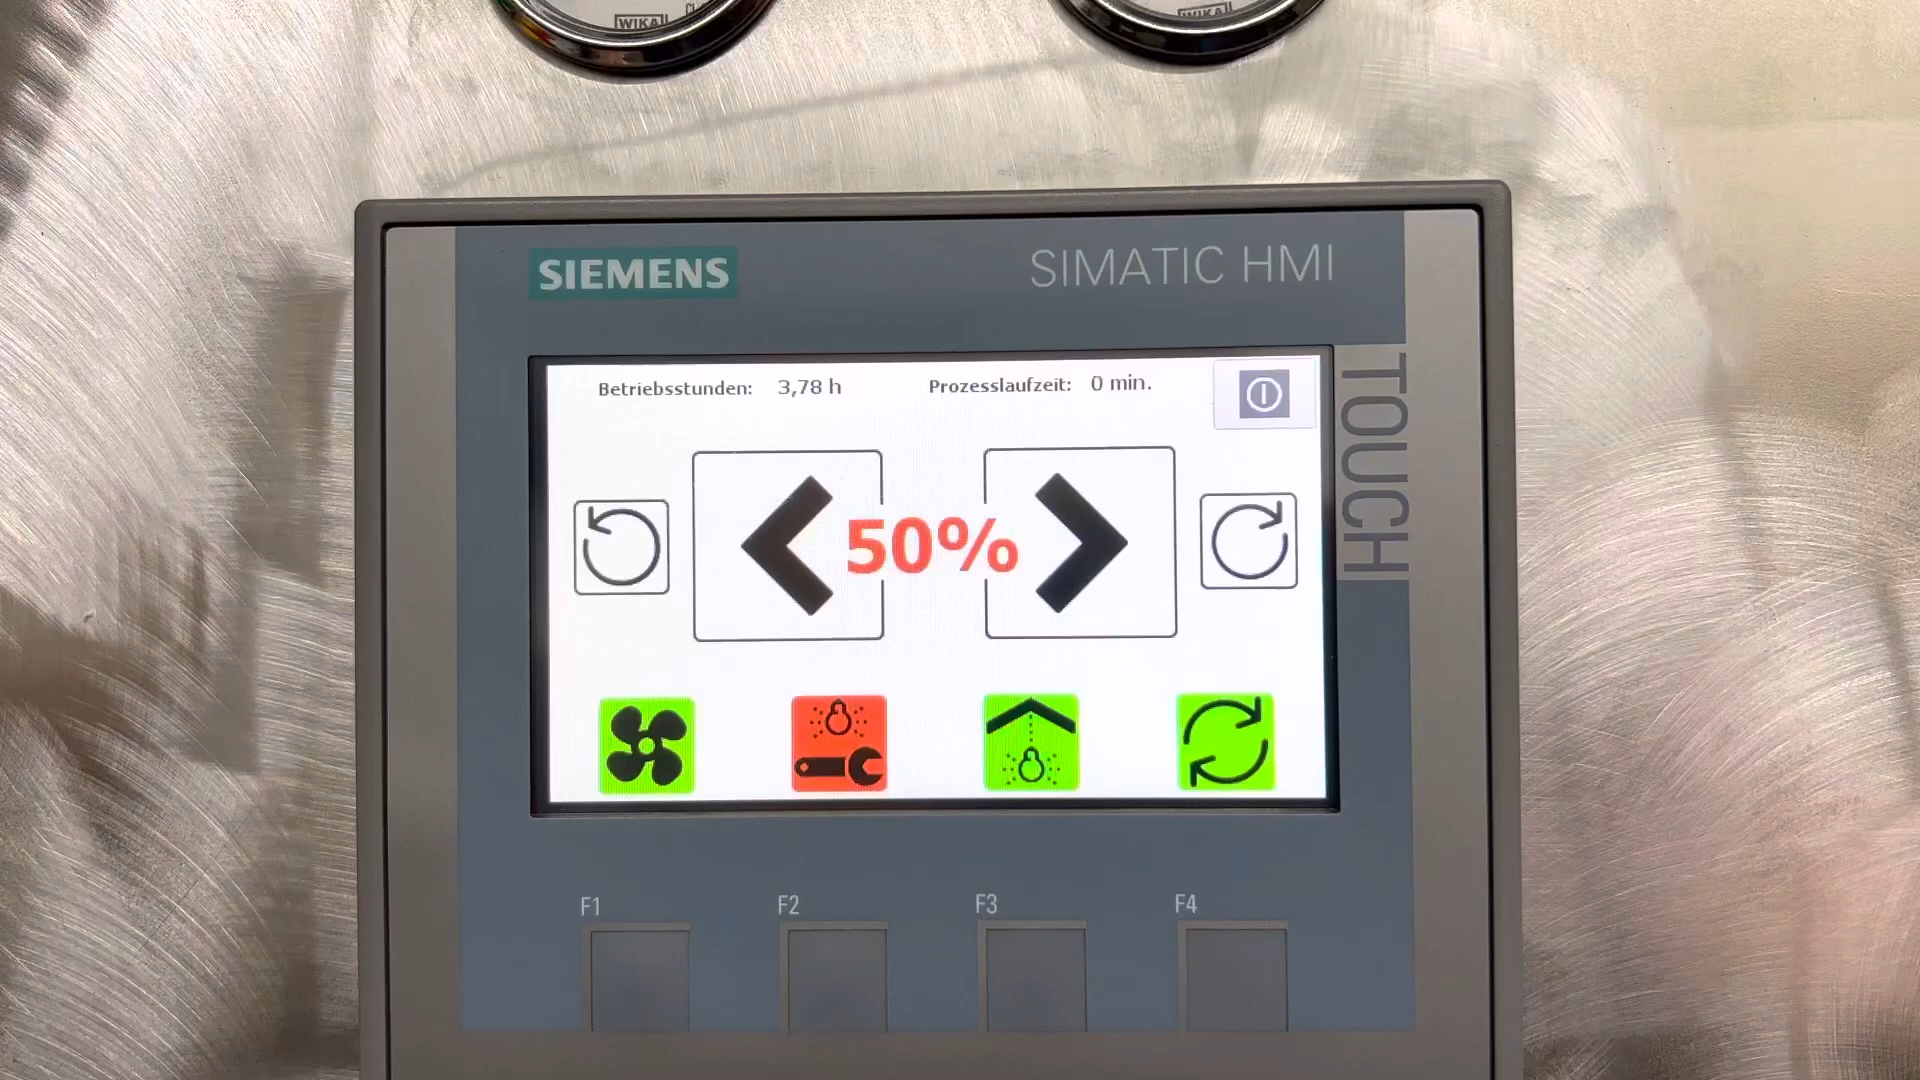 WIKA
WIKA
SIEMENS
SIMATIC HMI
TOUCH
Betriebsstunden: 3,78 h
Prozesslaufzeit: 0 min.
50%
F1
F2
F3
F4